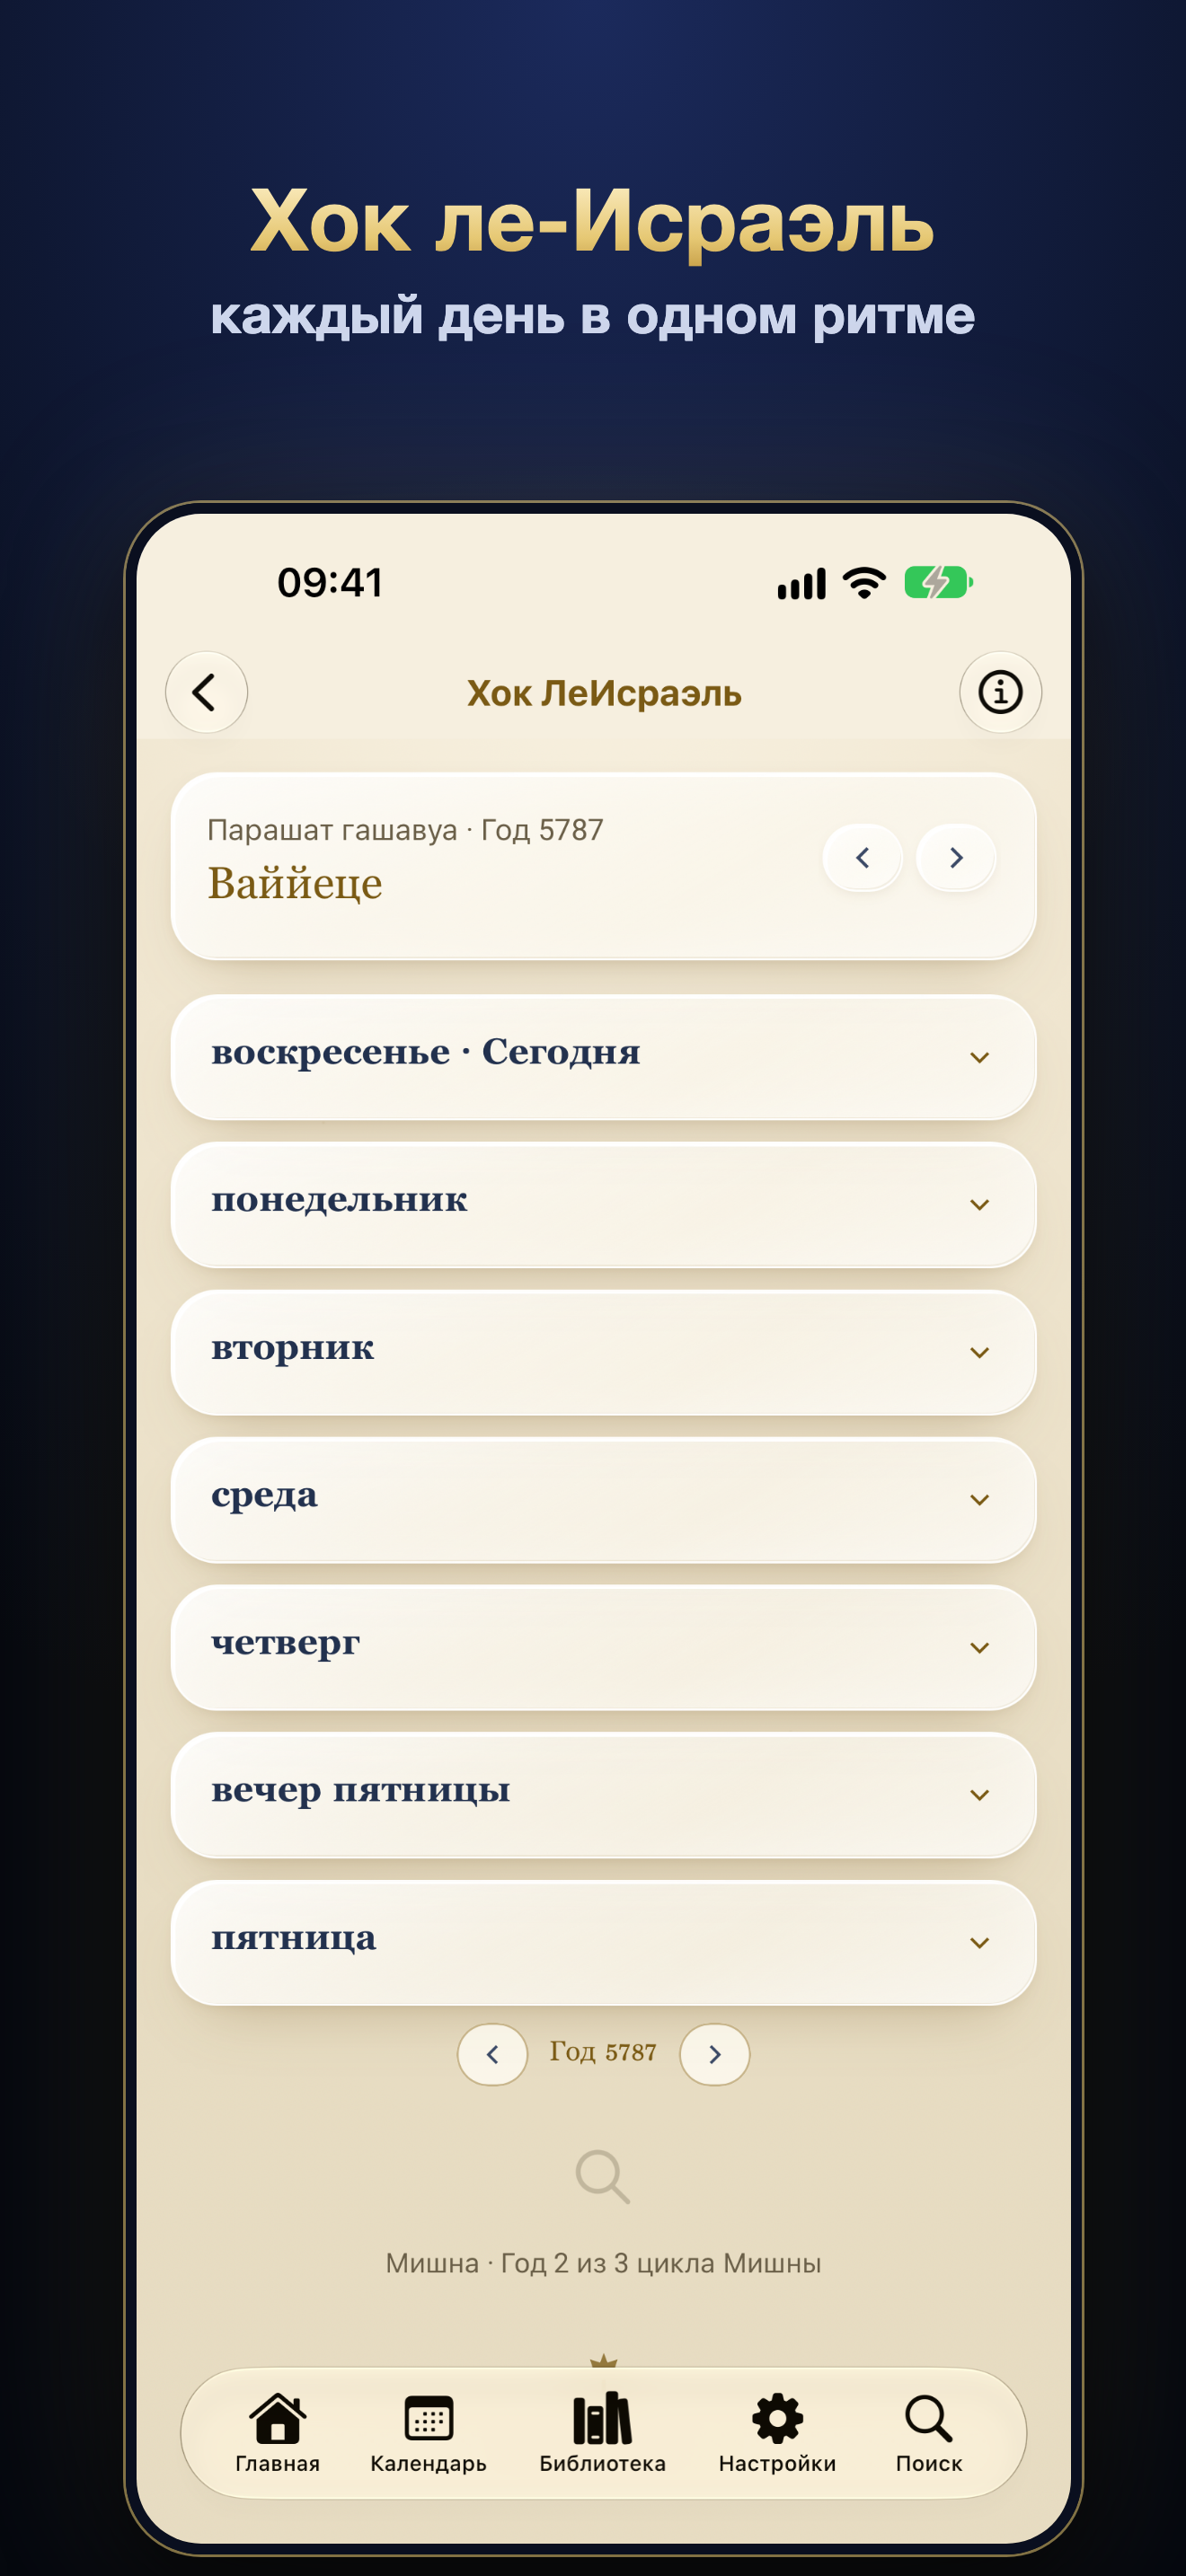 Хок ле-Исраэль
каждый день в одном ритме
09:41
Хок ЛеИсраэль
Парашат гашавуа · Год 5787
Ваййеце
воскресенье · Сегодня
понедельник
вторник
среда
четверг
вечер пятницы
пятница
Год 5787
Мишна · Год 2 из 3 цикла Мишны
Главная
Календарь
Библиотека
Настройки
Поиск